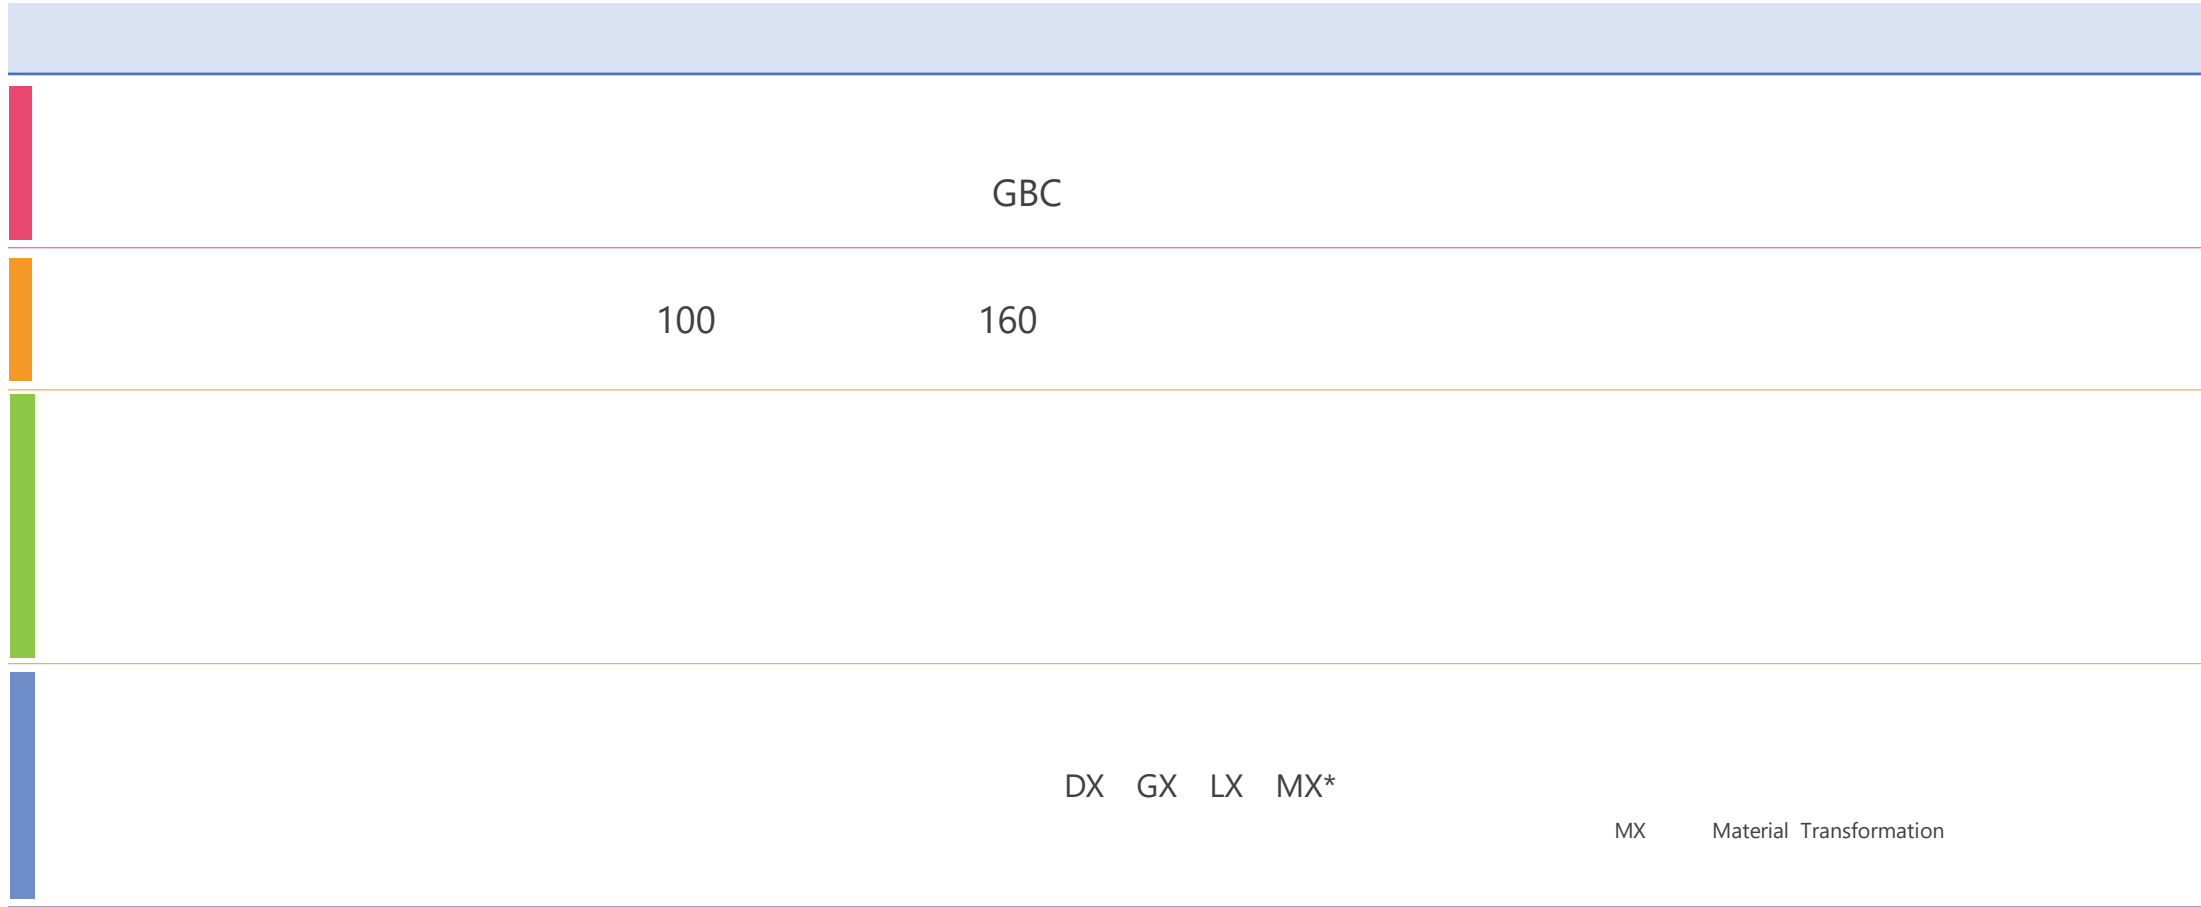 GBC
100 160
DX GX LX MX*
MX Material Transformation